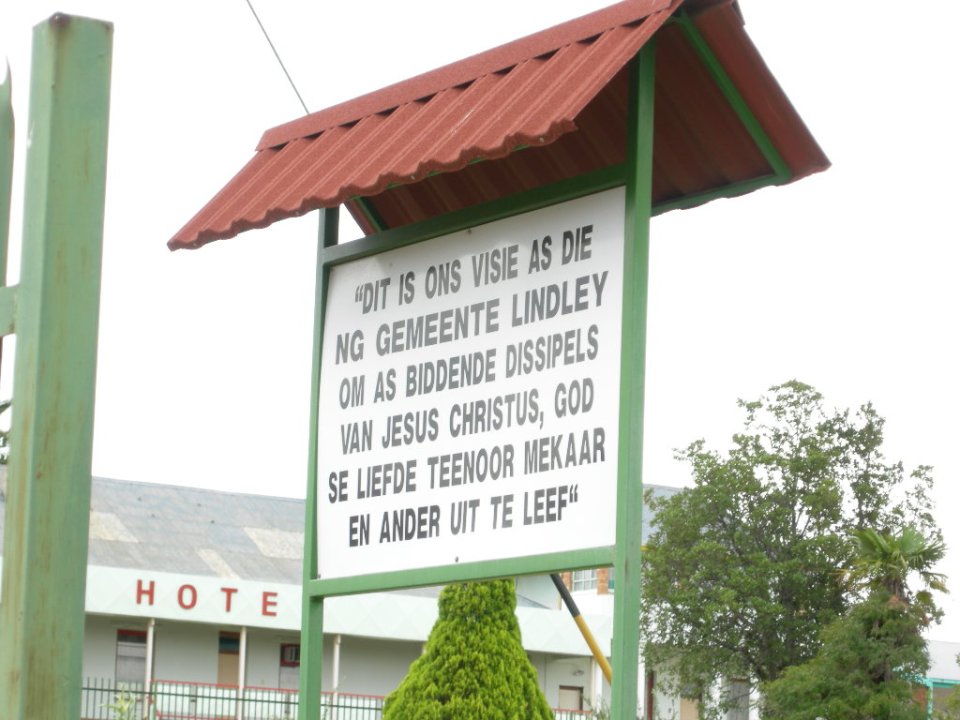 “DIT IS ONS VISIE AS DIE
NG GEMEENTE LINDLEY
OM AS BIDDENDE DISSIPELS
VAN JESUS CHRISTUS, GOD
SE LIEFDE TEENOOR MEKAAR
EN ANDER UIT TE LEEF“
HOTE